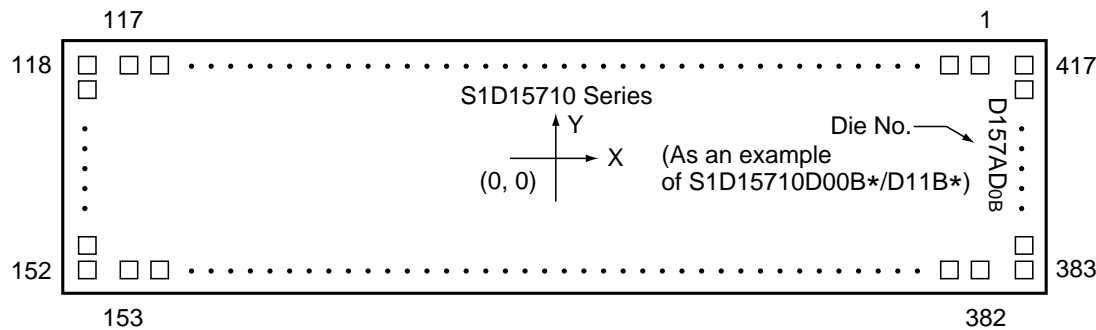 117 1
118 417
S1D15710 Series
Y
Die No.
D157AD0B
X
(0, 0)
(As an example
of S1D15710D00B*/D11B*)
152 383
153 382